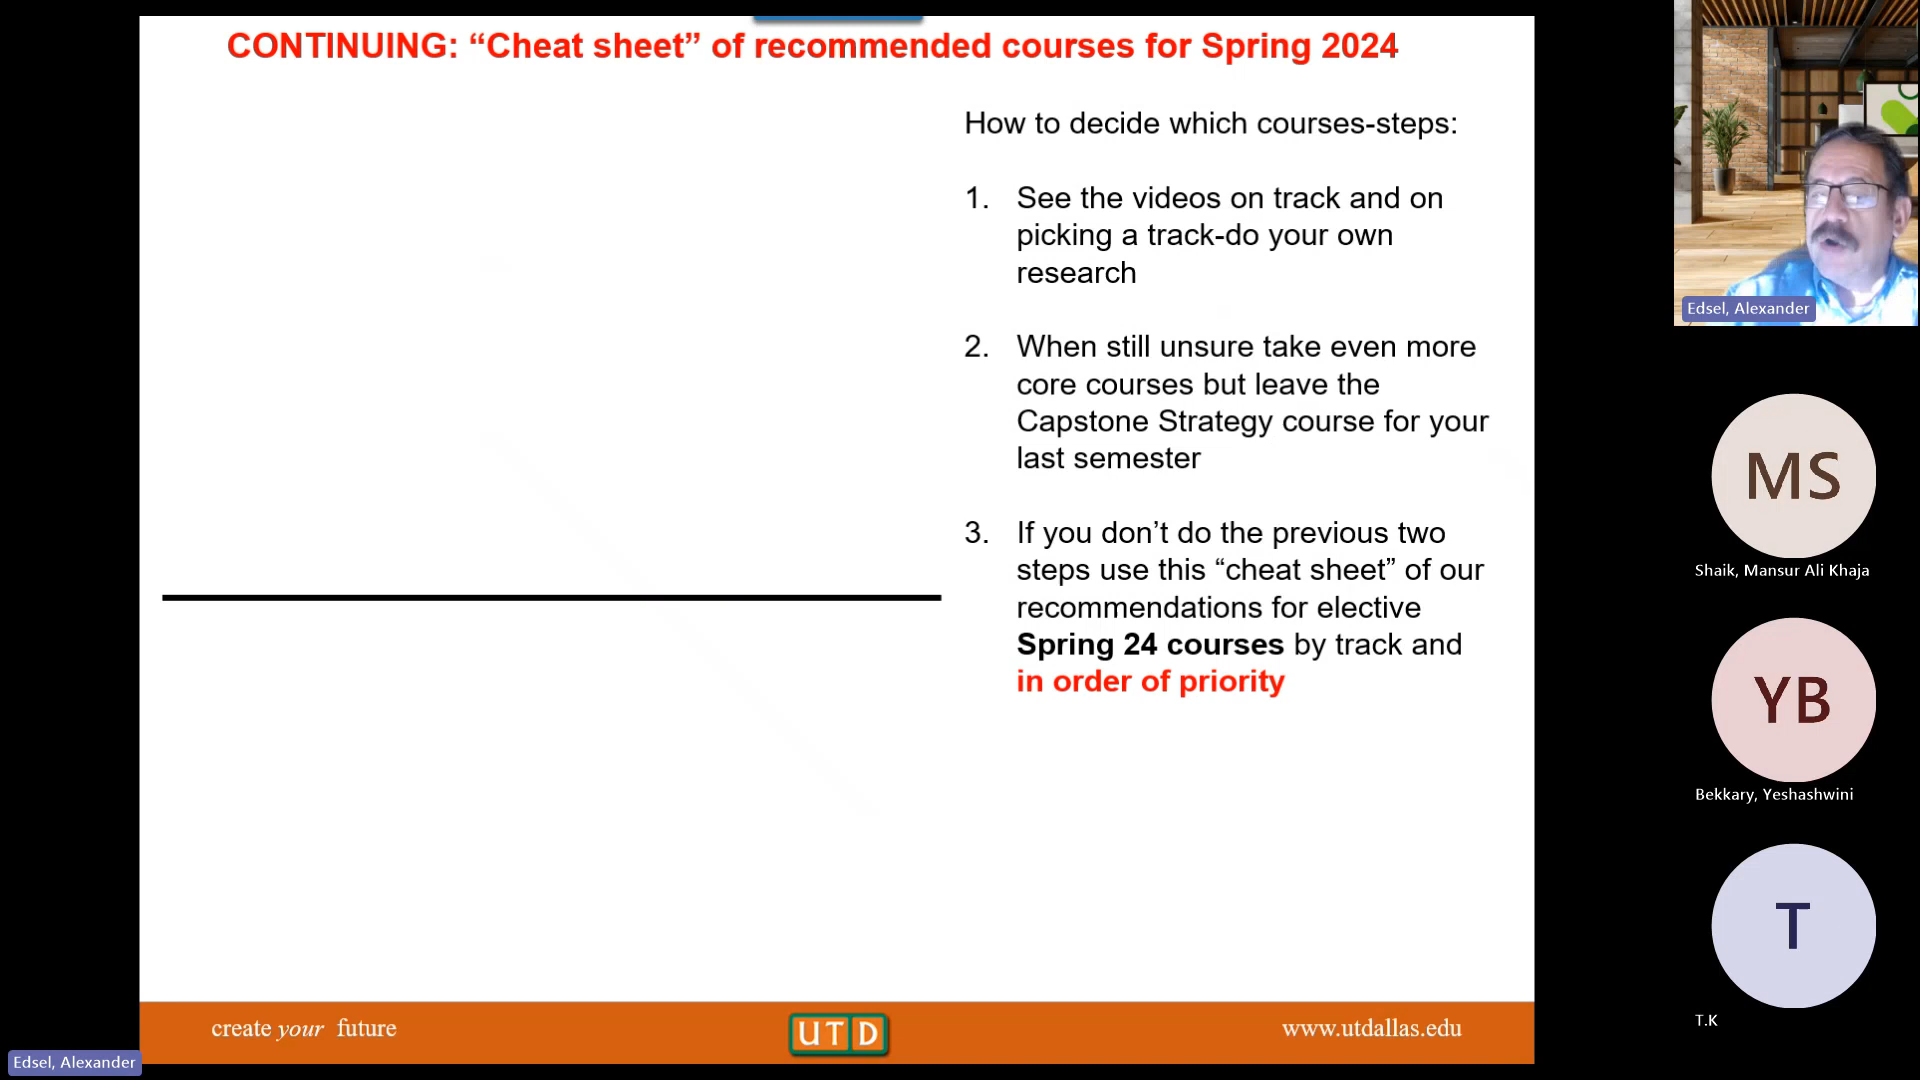 CONTINUING: “Cheat sheet” of recommended courses for Spring 2024
How to decide which courses-steps:
1. See the videos on track and on
picking a track-do your own
research
2. When still unsure take even more
core courses but leave the
Capstone Strategy course for your
last semester
3. If you don’t do the previous two
steps use this “cheat sheet” of our
recommendations for elective
Spring 24 courses by track and
in order of priority
create your future
UTD
www.utdallas.edu
Edsel, Alexander
Edsel, Alexander
MS
Shaik, Mansur Ali Khaja
YB
Bekkary, Yeshashwini
T
T.K